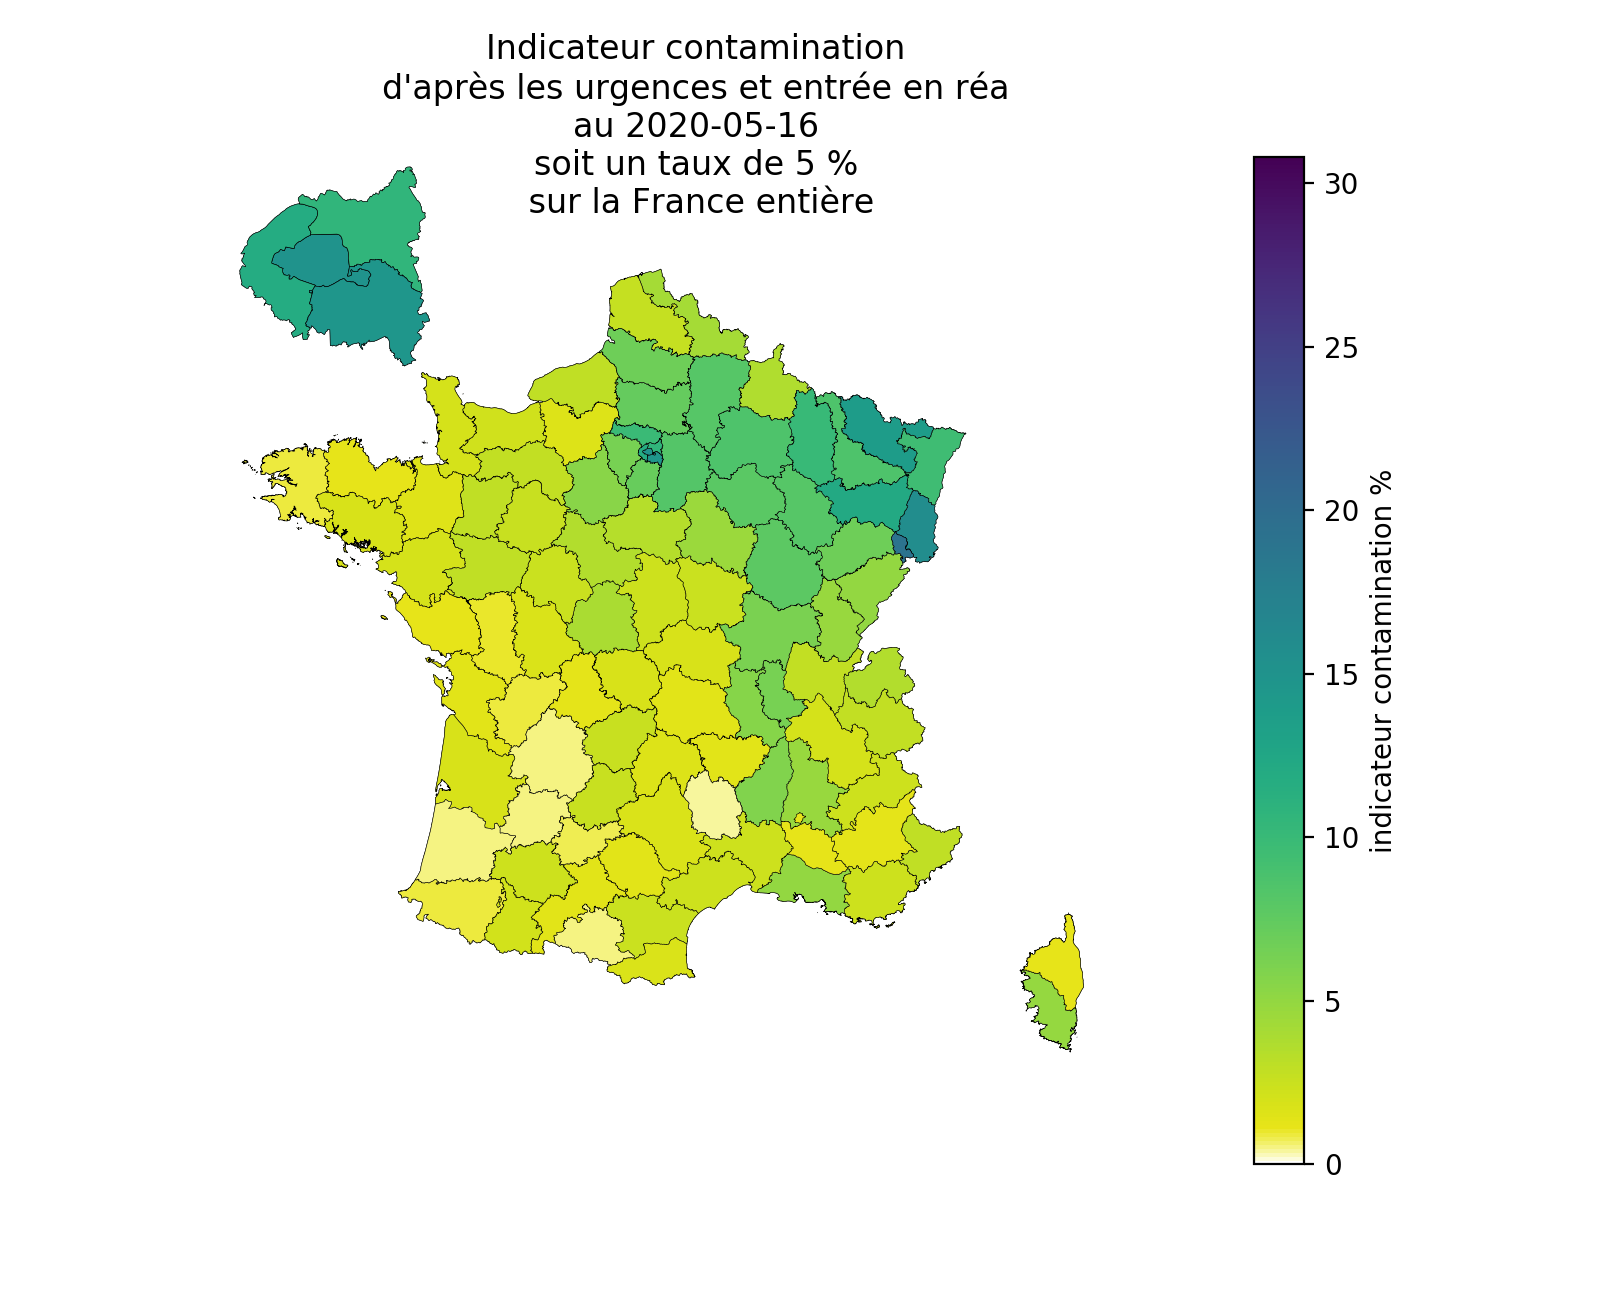 Indicateur contamination
d'après les urgences et entrée en réa
au 2020-05-16
soit un taux de 5 %
sur la France entière
30
25
20
15
10
5
0
indicateur contamination %